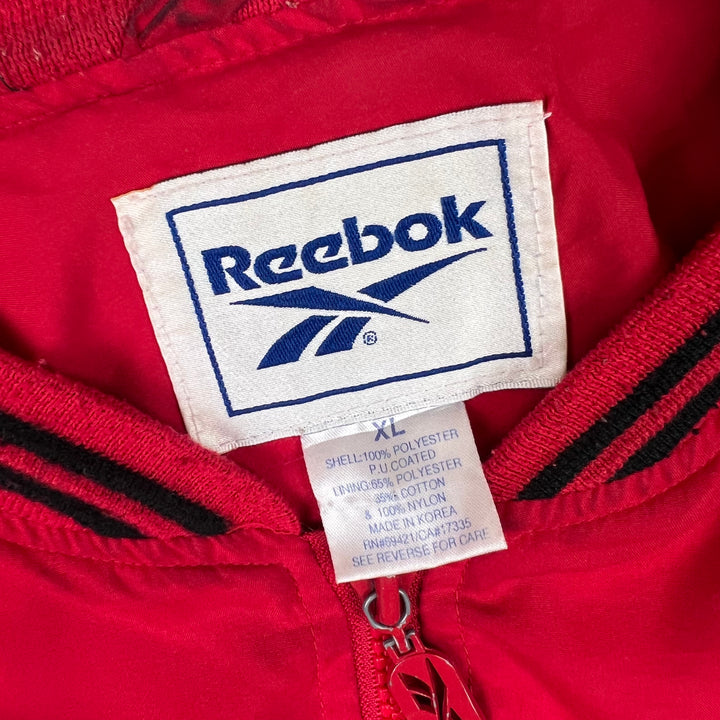 Reebok
®
XL
SHELL:100% POLYESTER
P.U.COATED
LINING:65% POLYESTER
35% COTTON
& 100% NYLON
MADE IN KOREA
RN#69421/CA#17335
SEE REVERSE FOR CARE